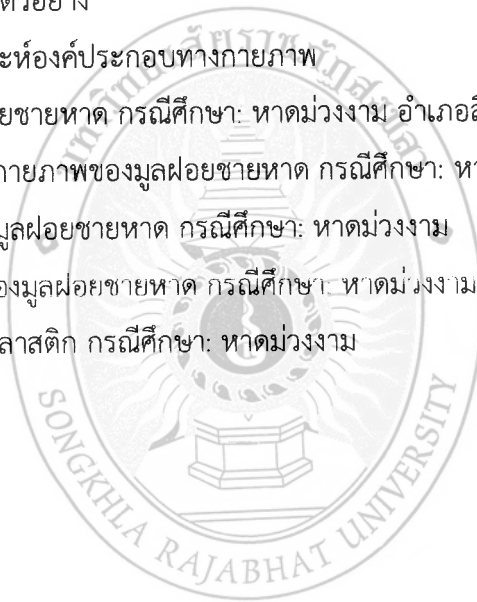 ตัวอย่าง
ะห์องค์ประกอบทางกายภาพ
ยชายหาด กรณีศึกษา: หาดม่วงงาม อำเภอสิ
กายภาพของมูลฝอยชายหาด กรณีศึกษา: หา
มูลฝอยชายหาด กรณีศึกษา: หาดม่วงงาม
องมูลฝอยชายหาด กรณีศึกษา: หาดม่วงงาม
ลาสติก กรณีศึกษา: หาดม่วงงาม
SONGKHLA RAJABHAT UNIVERSITY